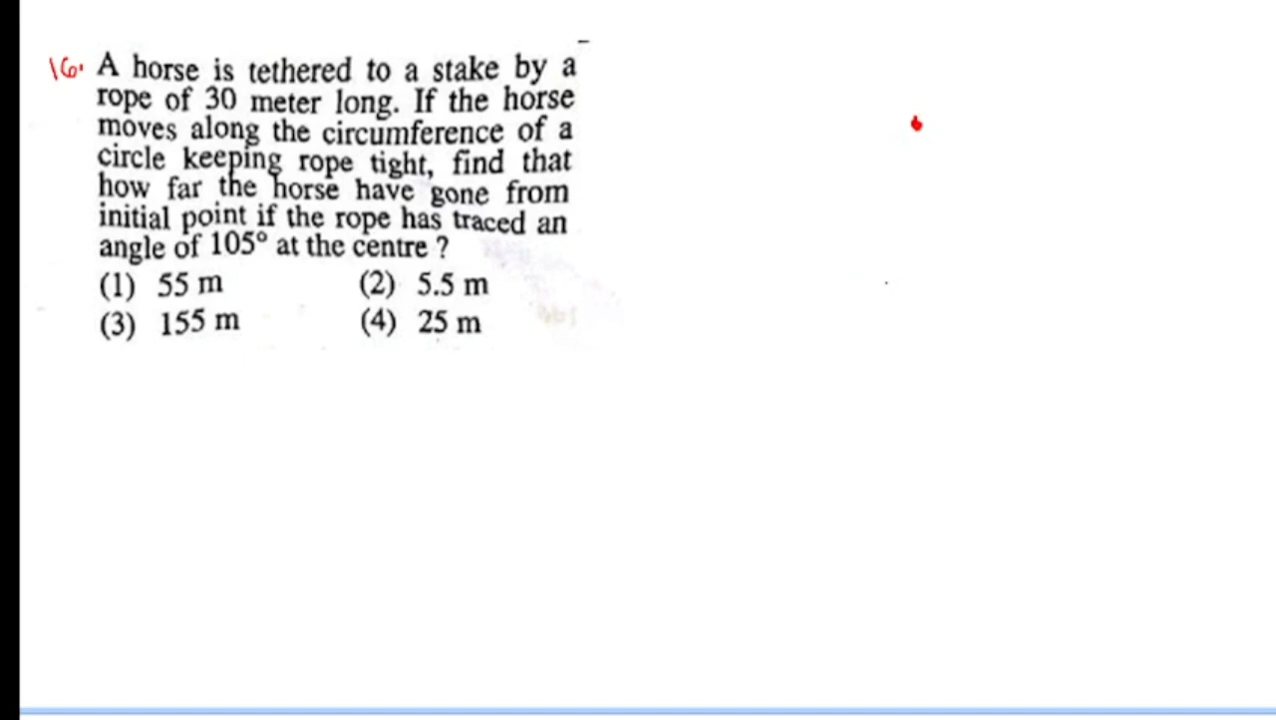 16. A horse is tethered to a stake by a
rope of 30 meter long. If the horse
moves along the circumference of a
circle keeping rope tight, find that
how far the horse have gone from
initial point if the rope has traced an
angle of 105° at the centre ?
(1) 55 m (2) 5.5 m
(3) 155 m (4) 25 m